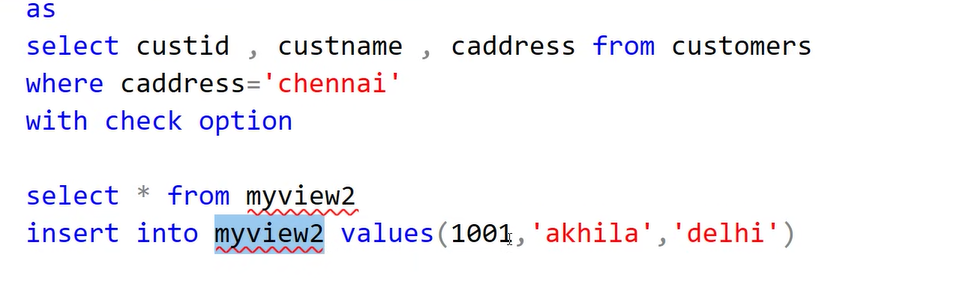 as
select custid , custname , caddress from customers
where caddress='chennai'
with check option
select * from myview2
insert into myview2 values(1001,'akhila','delhi')